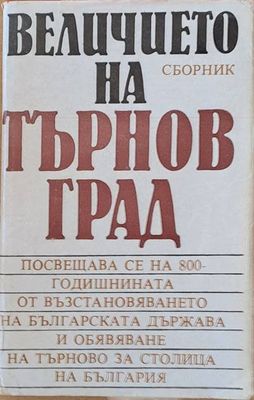 ВЕЛИЧИЕТО
НА
СБОРНИК
ТЪРНОВ
ГРАД
ПОСВЕЩАВА СЕ НА 800-
ГОДИШНИНАТА
ОТ ВЪЗСТАНОВЯВАНЕТО
НА БЪЛГАРСКАТА ДЪРЖАВА
И ОБЯВЯВАНЕ
НА ТЪРНОВО ЗА СТОЛИЦА
НА БЪЛГАРИЯ